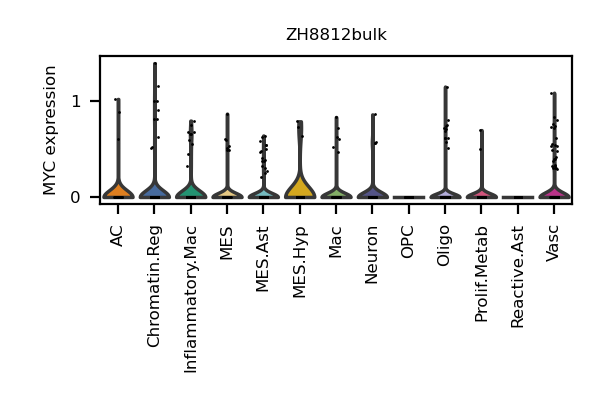 ZH8812bulk
MYC expression
1
0
AC
Chromatin.Reg
Inflammatory.Mac
MES
MES.Ast
MES.Hyp
Mac
Neuron
OPC
Oligo
Prolif.Metab
Reactive.Ast
Vasc